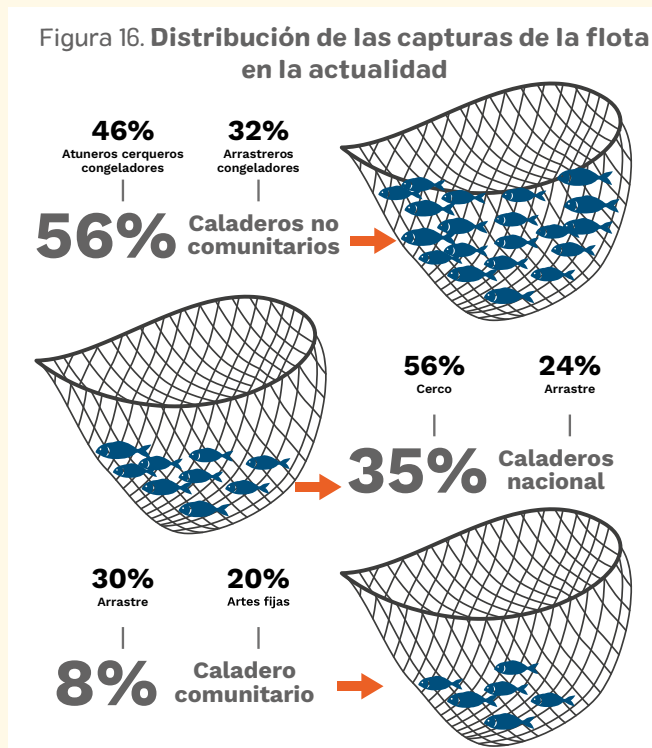 Figura 16. Distribución de las capturas de la flota
en la actualidad
46%
Atuneros cerqueros
congeladores
32%
Arrastreros
congeladores
56%
Caladeros no
comunitarios
56%
Cerco
24%
Arrastre
35%
Caladeros
nacional
30%
Arrastre
20%
Artes fijas
8%
Caladero
comunitario